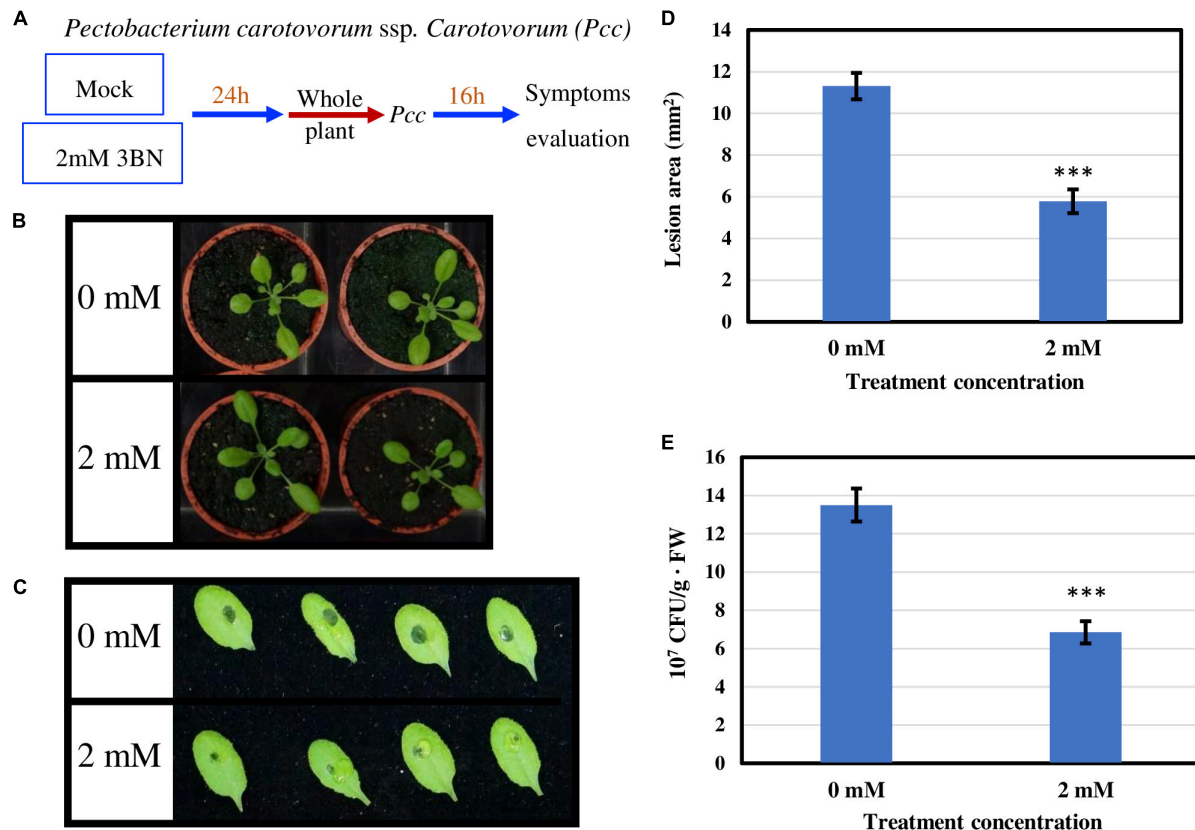 A
Pectobacterium carotovorum ssp. Carotovorum (Pcc)
Mock
2mM 3BN
24h
Whole
plant
Pcc
16h
Symptoms
evaluation
B
0 mM
2 mM
C
0 mM
2 mM
D
Lesion area (mm²)
14
12
10
8
6
4
2
0
***
0 mM 2 mM
Treatment concentration
E
10⁷ CFU/g · FW
16
14
12
10
8
6
4
2
0
***
0 mM 2 mM
Treatment concentration